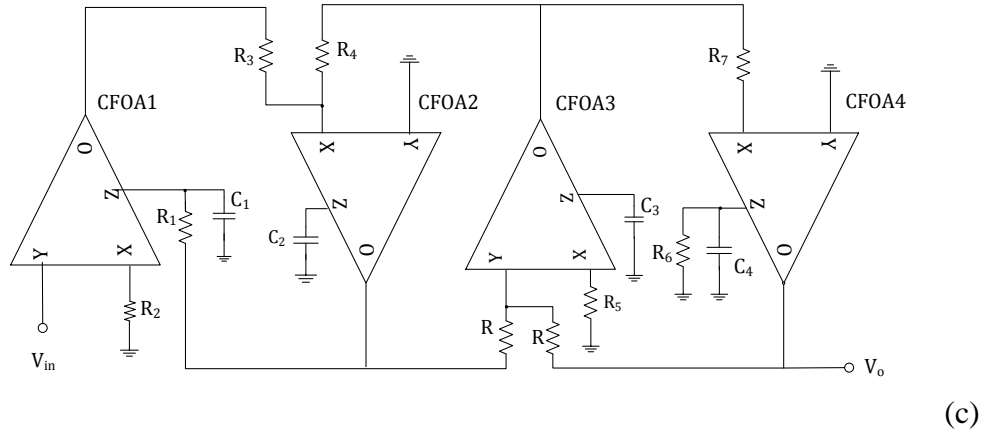 R3
R4
R7
CFOA1
CFOA2
CFOA3
CFOA4
O
X
Y
O
X
Y
Z
R1
C1
Z
C2
Z
C3
Z
R6
C4
Y
X
O
Y
X
O
R2
R
R
R5
Vin
Vo
(c)